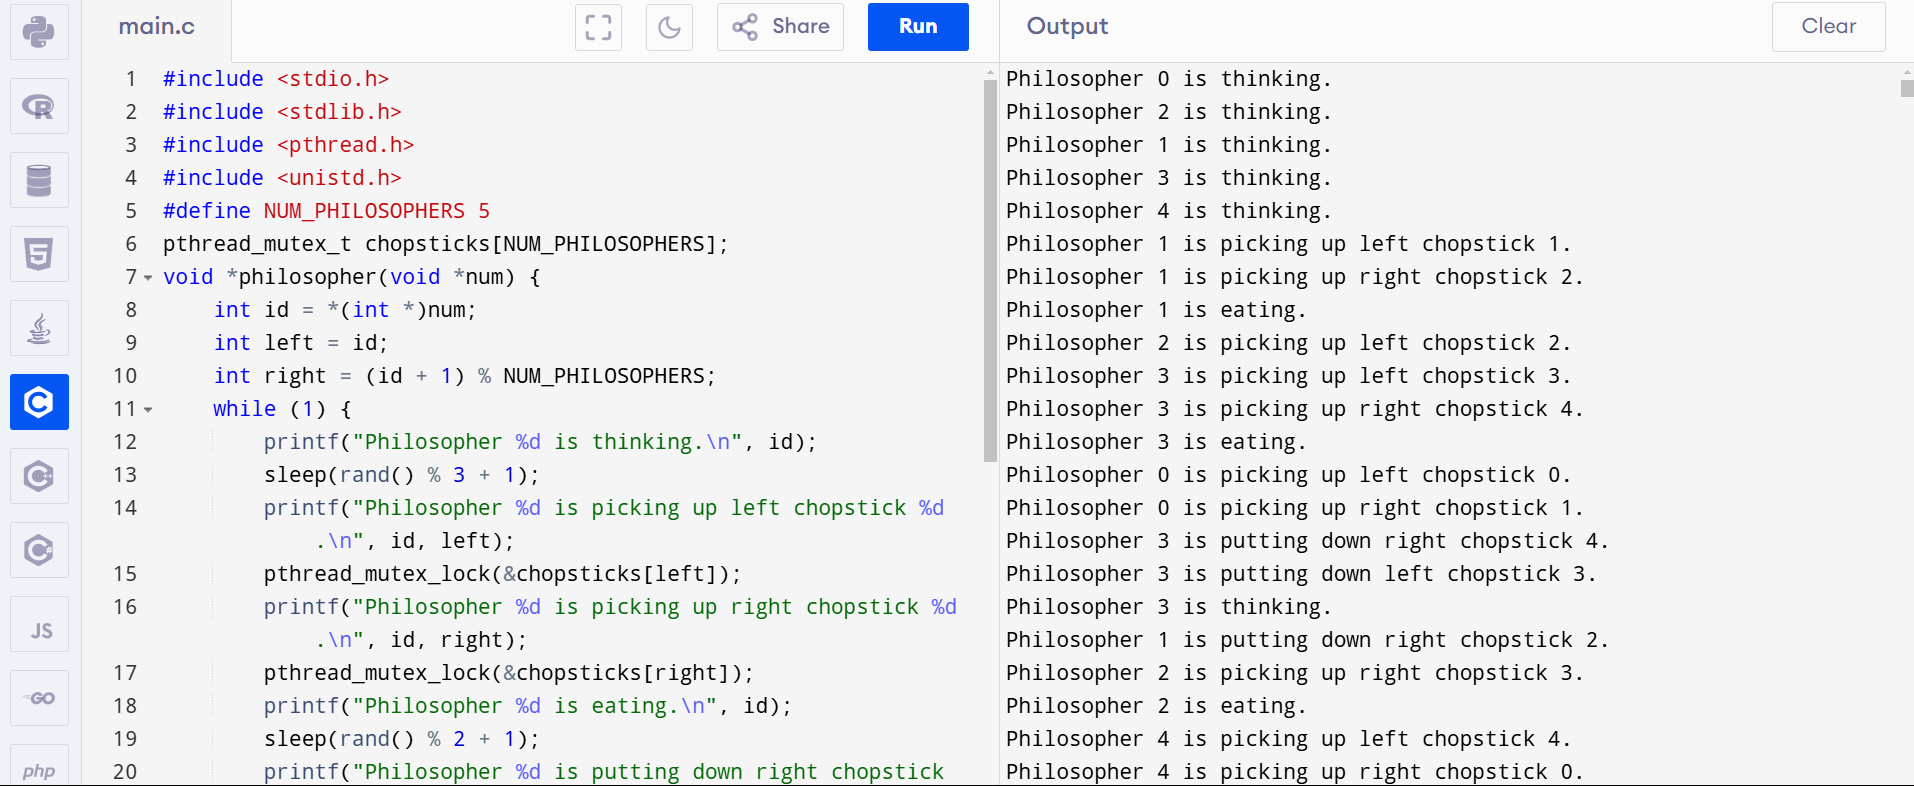 main.c
Share
Run
Output
Clear
1 #include <stdio.h>
2 #include <stdlib.h>
3 #include <pthread.h>
4 #include <unistd.h>
5 #define NUM_PHILOSOPHERS 5
6 pthread_mutex_t chopsticks[NUM_PHILOSOPHERS];
7 void *philosopher(void *num) {
8 int id = *(int *)num;
9 int left = id;
10 int right = (id + 1) % NUM_PHILOSOPHERS;
11 while (1) {
12 printf("Philosopher %d is thinking.\n", id);
13 sleep(rand() % 3 + 1);
14 printf("Philosopher %d is picking up left chopstick %d
.\n", id, left);
15 pthread_mutex_lock(&chopsticks[left]);
16 printf("Philosopher %d is picking up right chopstick %d
.\n", id, right);
17 pthread_mutex_lock(&chopsticks[right]);
18 printf("Philosopher %d is eating.\n", id);
19 sleep(rand() % 2 + 1);
20 printf("Philosopher %d is putting down right chopstick
Philosopher 0 is thinking.
Philosopher 2 is thinking.
Philosopher 1 is thinking.
Philosopher 3 is thinking.
Philosopher 4 is thinking.
Philosopher 1 is picking up left chopstick 1.
Philosopher 1 is picking up right chopstick 2.
Philosopher 1 is eating.
Philosopher 2 is picking up left chopstick 2.
Philosopher 3 is picking up left chopstick 3.
Philosopher 3 is picking up right chopstick 4.
Philosopher 3 is eating.
Philosopher 0 is picking up left chopstick 0.
Philosopher 0 is picking up right chopstick 1.
Philosopher 3 is putting down right chopstick 4.
Philosopher 3 is putting down left chopstick 3.
Philosopher 3 is thinking.
Philosopher 1 is putting down right chopstick 2.
Philosopher 2 is picking up right chopstick 3.
Philosopher 2 is eating.
Philosopher 4 is picking up left chopstick 4.
Philosopher 4 is picking up right chopstick 0.
R
5
C
C++
C#
JS
GO
php